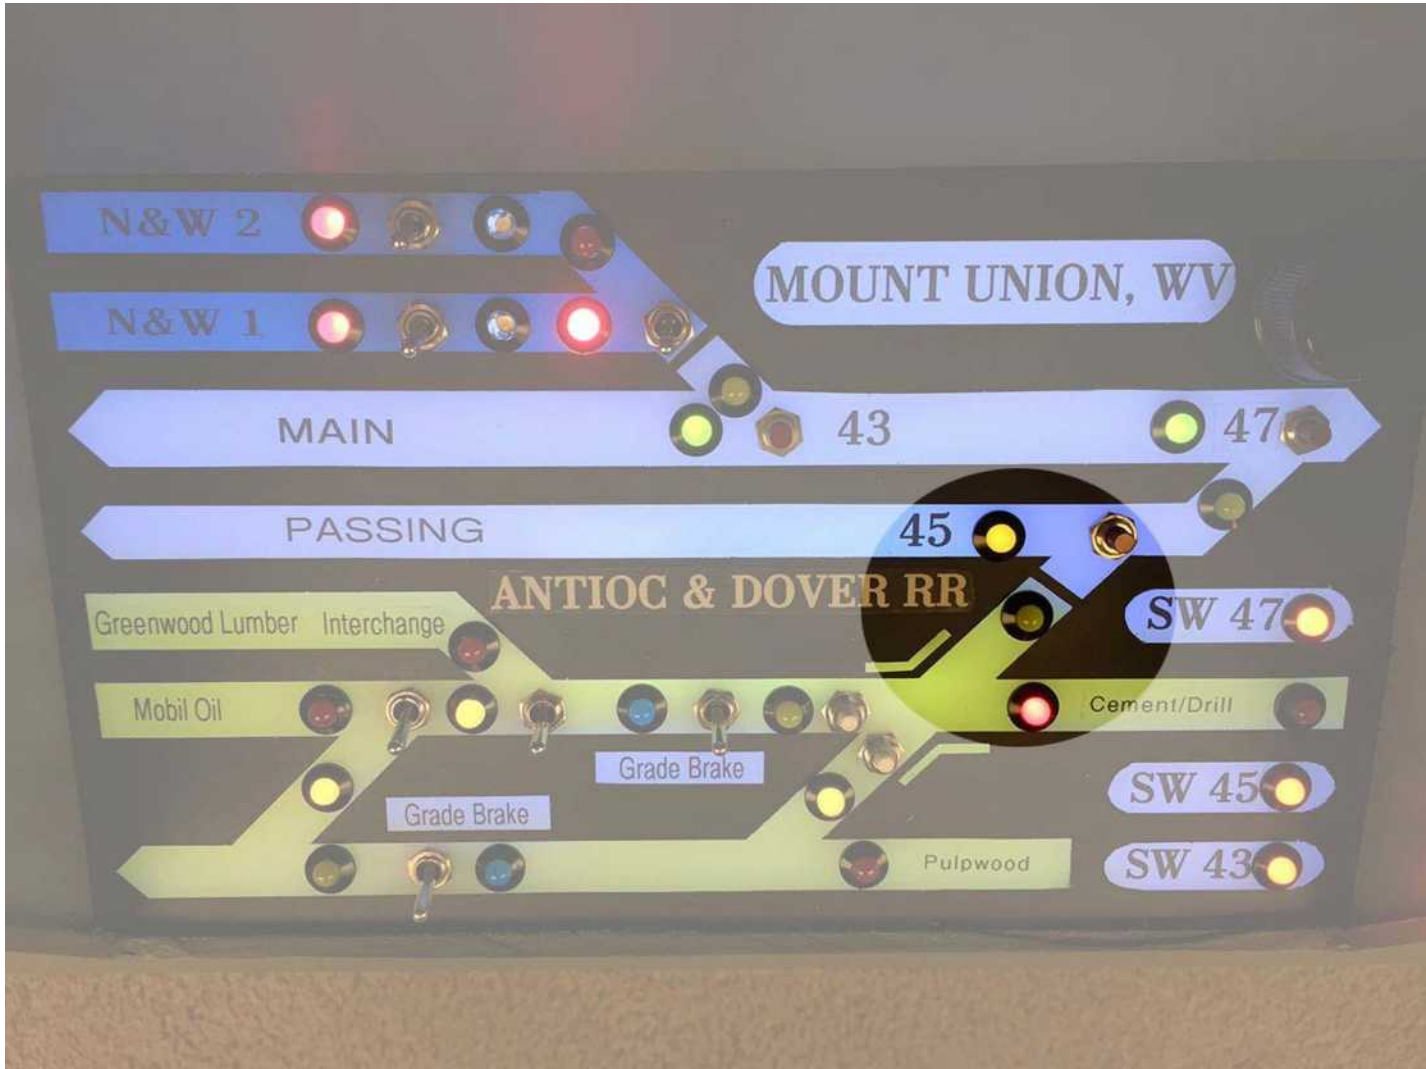 N&W 2
MOUNT UNION, WV
N&W 1
MAIN
43
47
PASSING
45
ANTIOC & DOVER RR
Greenwood Lumber Interchange
SW 47
Mobil Oil
Cement/Drill
Grade Brake
SW 45
Grade Brake
Pulpwood
SW 43